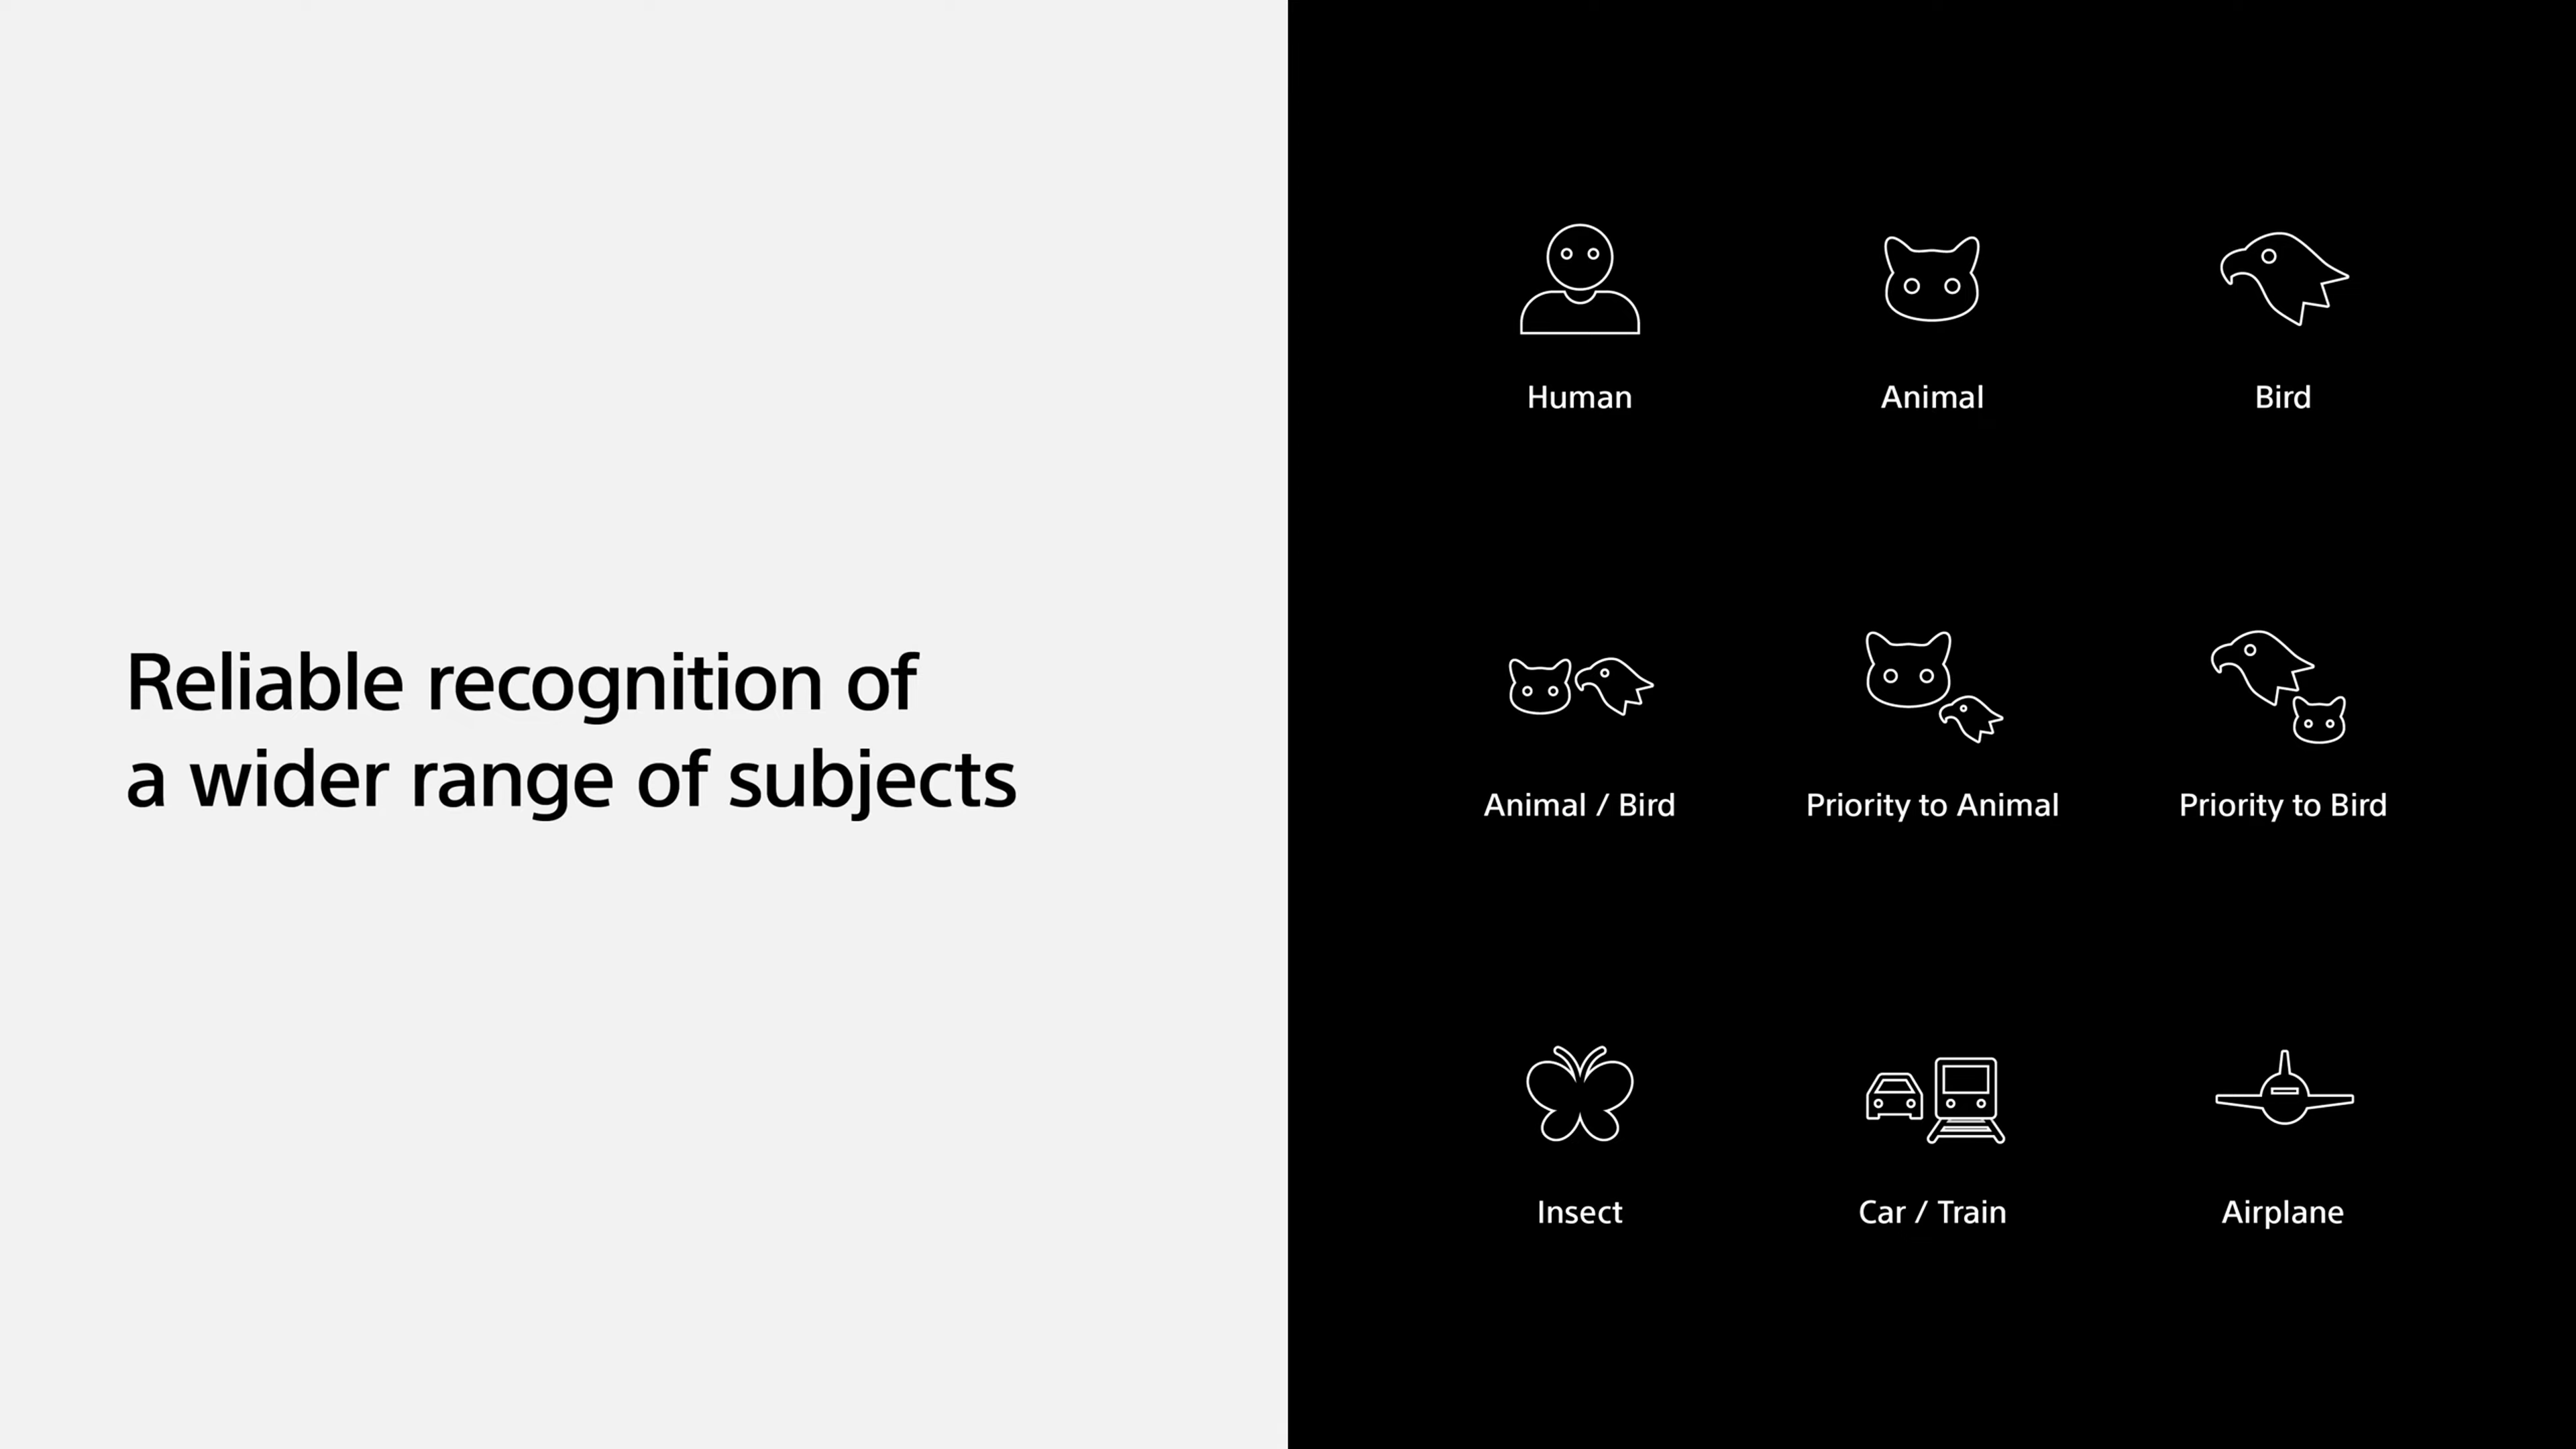 Reliable recognition of
a wider range of subjects
Human
Animal
Bird
Animal / Bird
Priority to Animal
Priority to Bird
Insect
Car / Train
Airplane